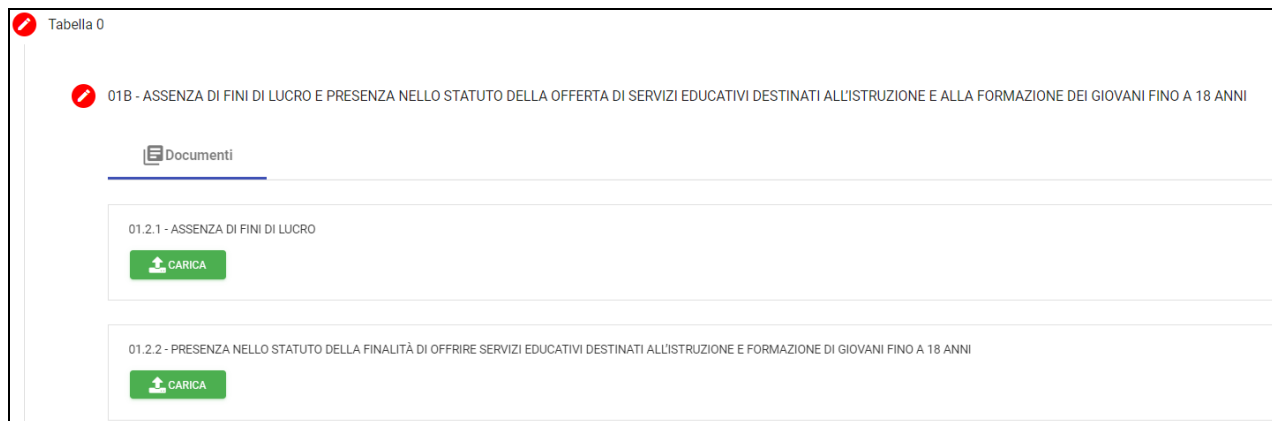 Tabella 0
01B - ASSENZA DI FINI DI LUCRO E PRESENZA NELLO STATUTO DELLA OFFERTA DI SERVIZI EDUCATIVI DESTINATI ALL'ISTRUZIONE E ALLA FORMAZIONE DEI GIOVANI FINO A 18 ANNI
Documenti
01.2.1 - ASSENZA DI FINI DI LUCRO
CARICA
01.2.2 - PRESENZA NELLO STATUTO DELLA FINALITÀ DI OFFRIRE SERVIZI EDUCATIVI DESTINATI ALL'ISTRUZIONE E FORMAZIONE DI GIOVANI FINO A 18 ANNI
CARICA